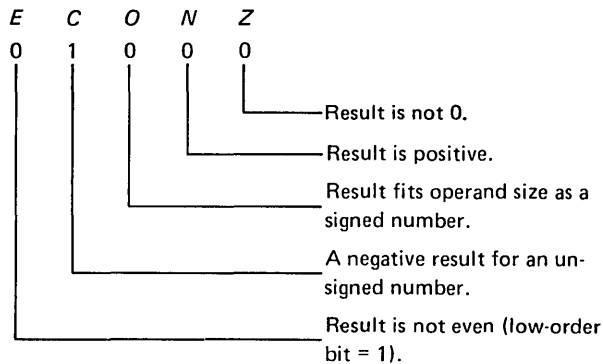 E C O N Z
0 1 0 0 0
Result is not 0.
Result is positive.
Result fits operand size as a
signed number.
A negative result for an un-
signed number.
Result is not even (low-order
bit = 1).